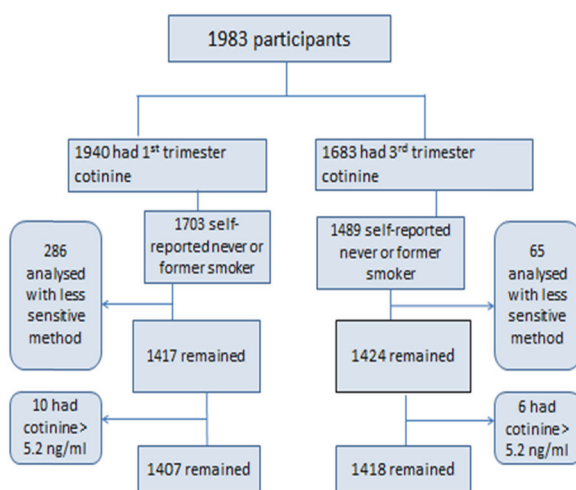 1983 participants
1940 had 1st trimester
cotinine
1683 had 3rd trimester
cotinine
1703 self-
reported never or
former smoker
1489 self-reported
never or former
smoker
286
analysed
with less
sensitive
method
65
analysed
with less
sensitive
method
1417 remained
1424 remained
10 had
cotinine>
5.2 ng/ml
6 had
cotinine>
5.2 ng/ml
1407 remained
1418 remained